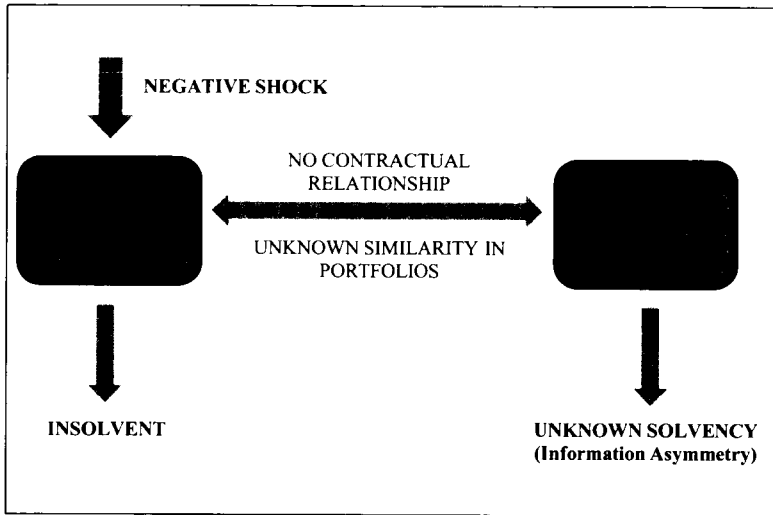 NEGATIVE SHOCK
NO CONTRACTUAL
RELATIONSHIP
UNKNOWN SIMILARITY IN
PORTFOLIOS
INSOLVENT
UNKNOWN SOLVENCY
(Information Asymmetry)